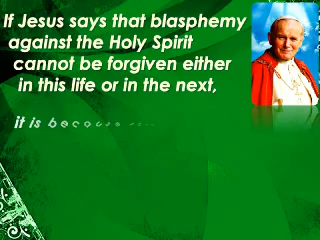 If Jesus says that blasphemy
against the Holy Spirit
cannot be forgiven either
in this life or in the next,
it is because